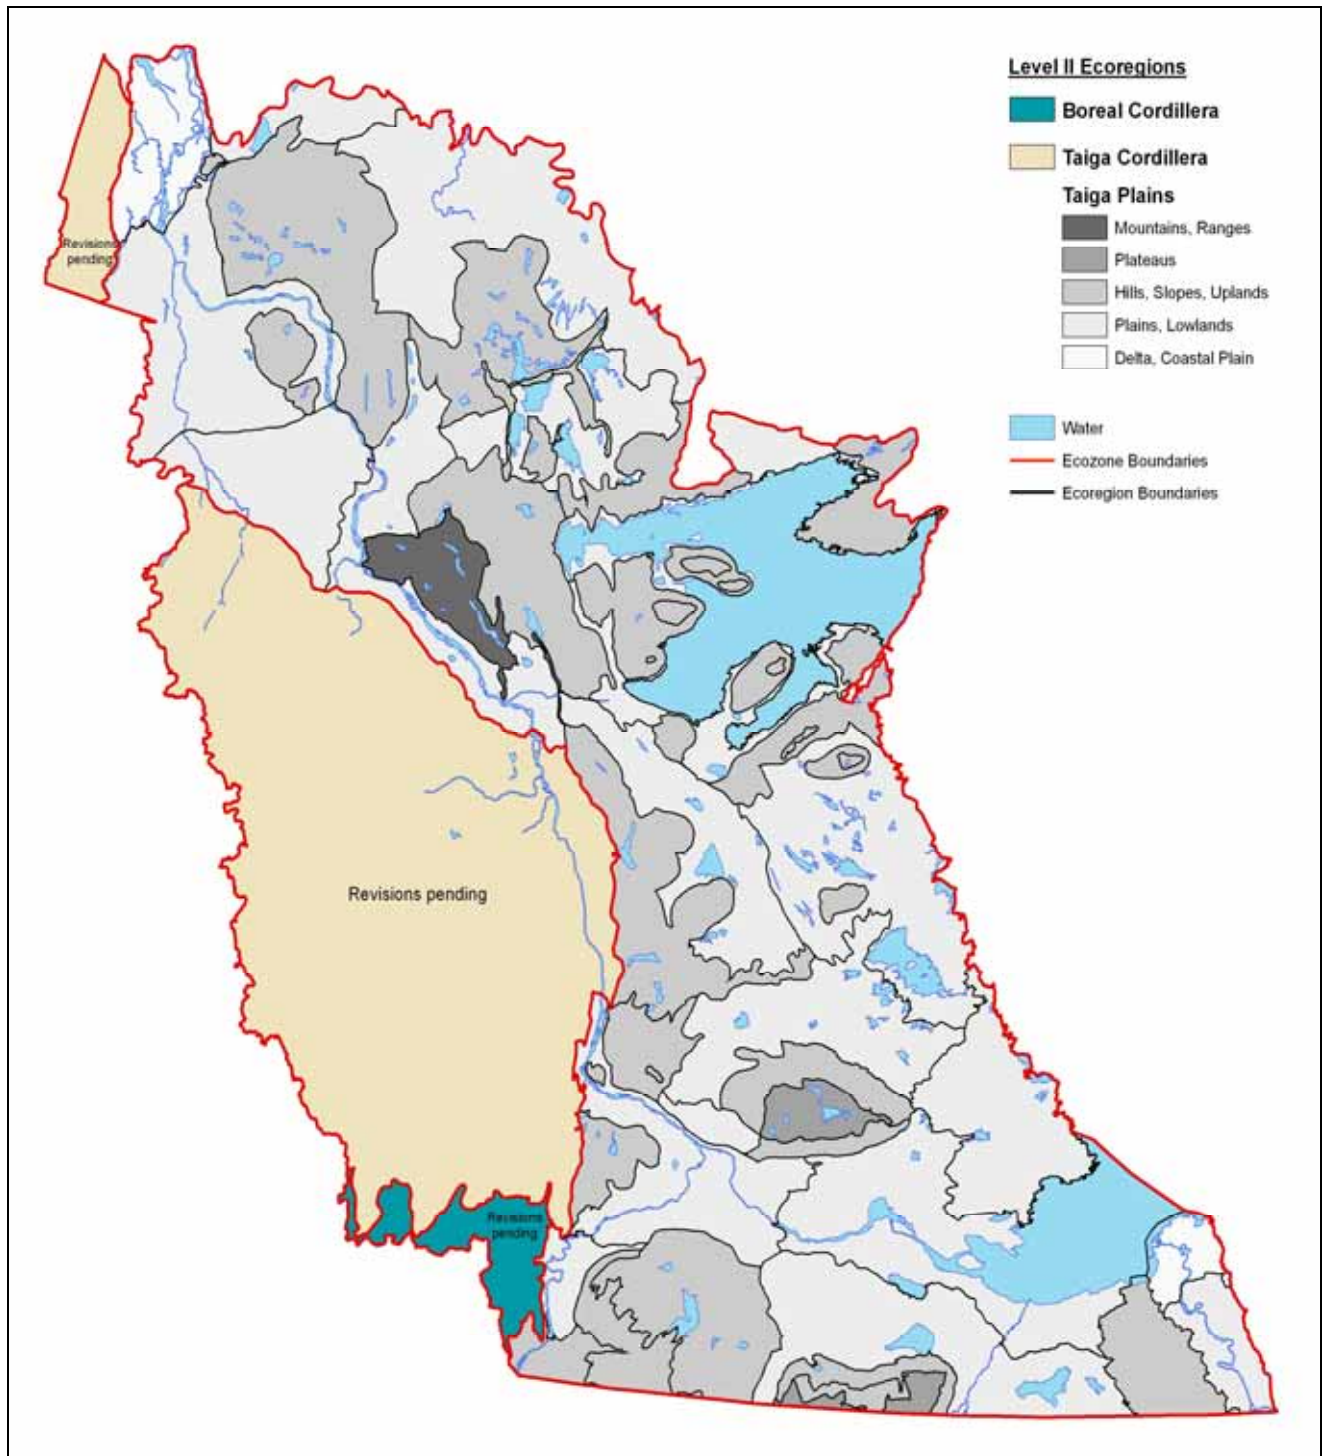 Level II Ecoregions
Boreal Cordillera
Taiga Cordillera
Taiga Plains
Mountains, Ranges
Plateaus
Hills, Slopes, Uplands
Plains, Lowlands
Delta, Coastal Plain
Water
Ecozone Boundaries
Ecoregion Boundaries
Revisions
pending
Revisions pending
Revisions
pending